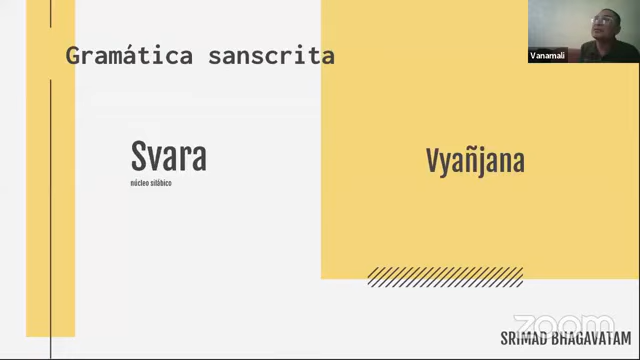 Gramática sanscrita
Vanamali
Svara
núcleo silábico
Vyañjana
zoom
SRIMAD BHAGAVATAM